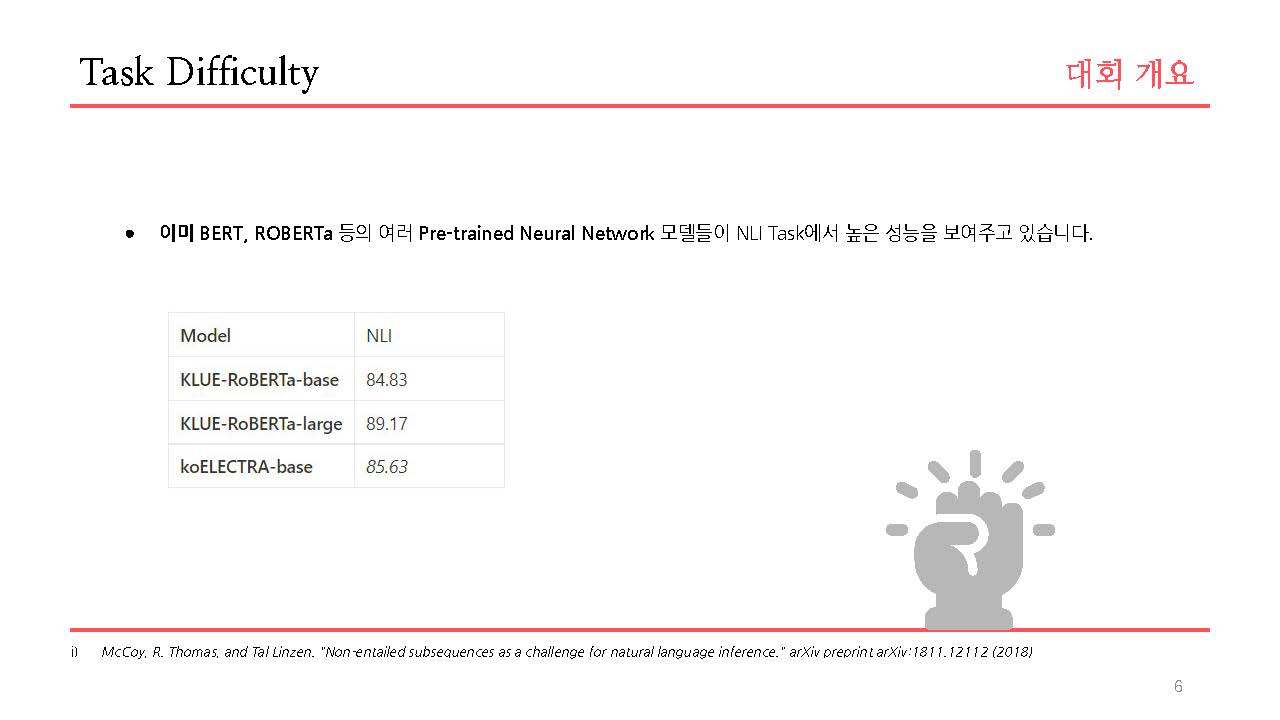 Task Difficulty
대회 개요
● 이미 BERT, ROBERTa 등의 여러 Pre-trained Neural Network 모델들이 NLI Task에서 높은 성능을 보여주고 있습니다.
Model NLI
KLUE-RoBERTa-base 84.83
KLUE-RoBERTa-large 89.17
koELECTRA-base 85.63
i) McCoy, R. Thomas, and Tal Linzen. "Non-entailed subsequences as a challenge for natural language inference." arXiv preprint arXiv:1811.12112 (2018)
6